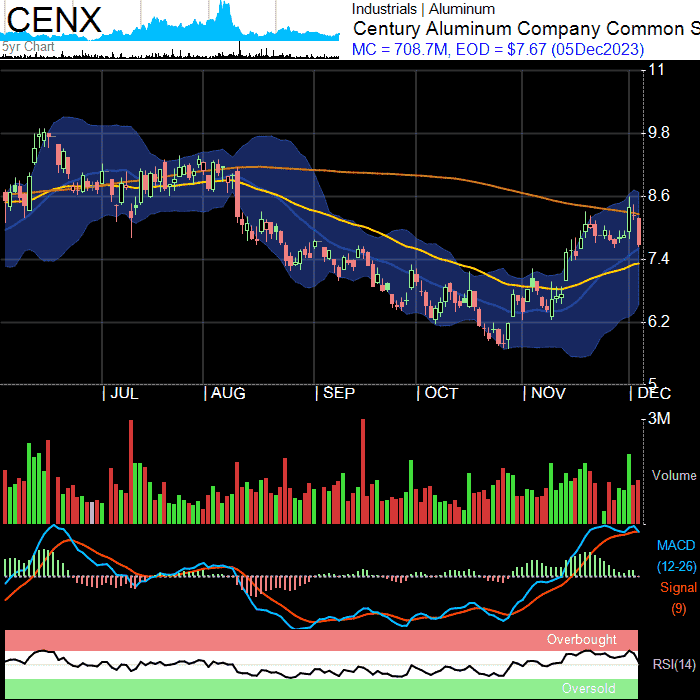 CENX
5yr Chart
Industrials | Aluminum
Century Aluminum Company Common S
MC = 708.7M, EOD = $7.67 (05Dec2023)
11
9.8
8.6
7.4
6.2
5
JUL AUG SEP OCT NOV DEC
3M
Volume
MACD
(12-26)
Signal
(9)
Overbought
RSI(14)
Oversold